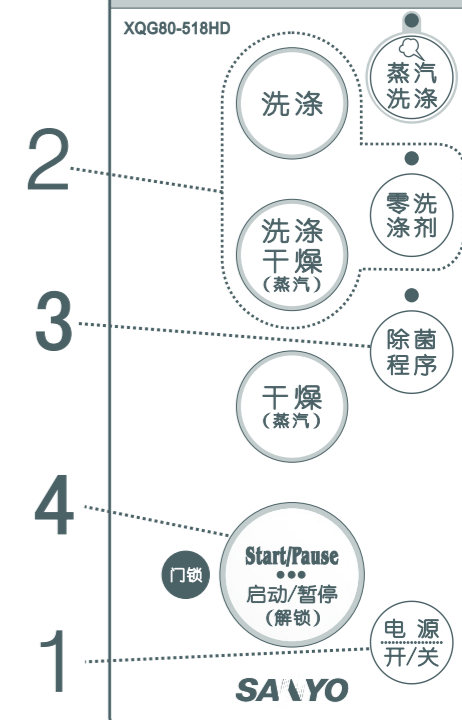 XQG80-518HD
蒸汽
洗涤
洗涤
2
零洗
涤剂
洗涤
干燥
(蒸汽)
3
除菌
程序
干燥
(蒸汽)
4
Start/Pause
门锁
启动/暂停
(解锁)
1
电 源
开/关
SANYO